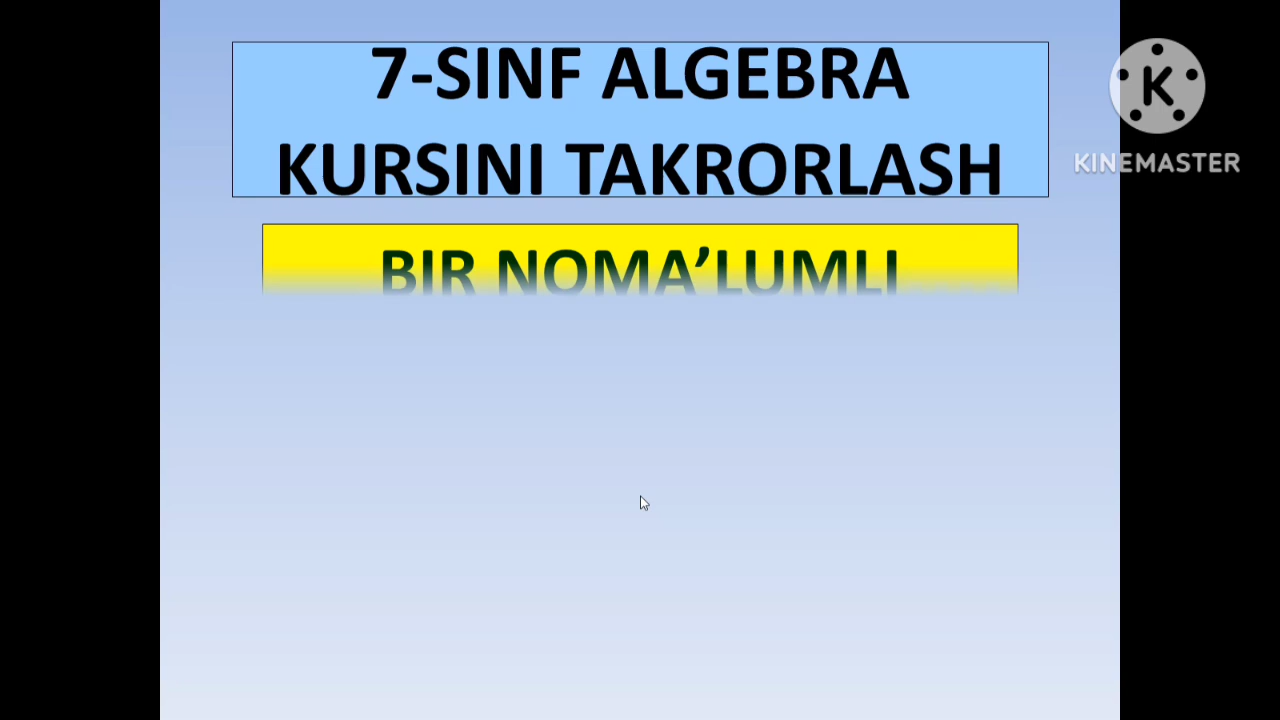 7-SINF ALGEBRA
KURSINI TAKRORLASH
BIR NOMA’LUMLI
K
KINEMASTER